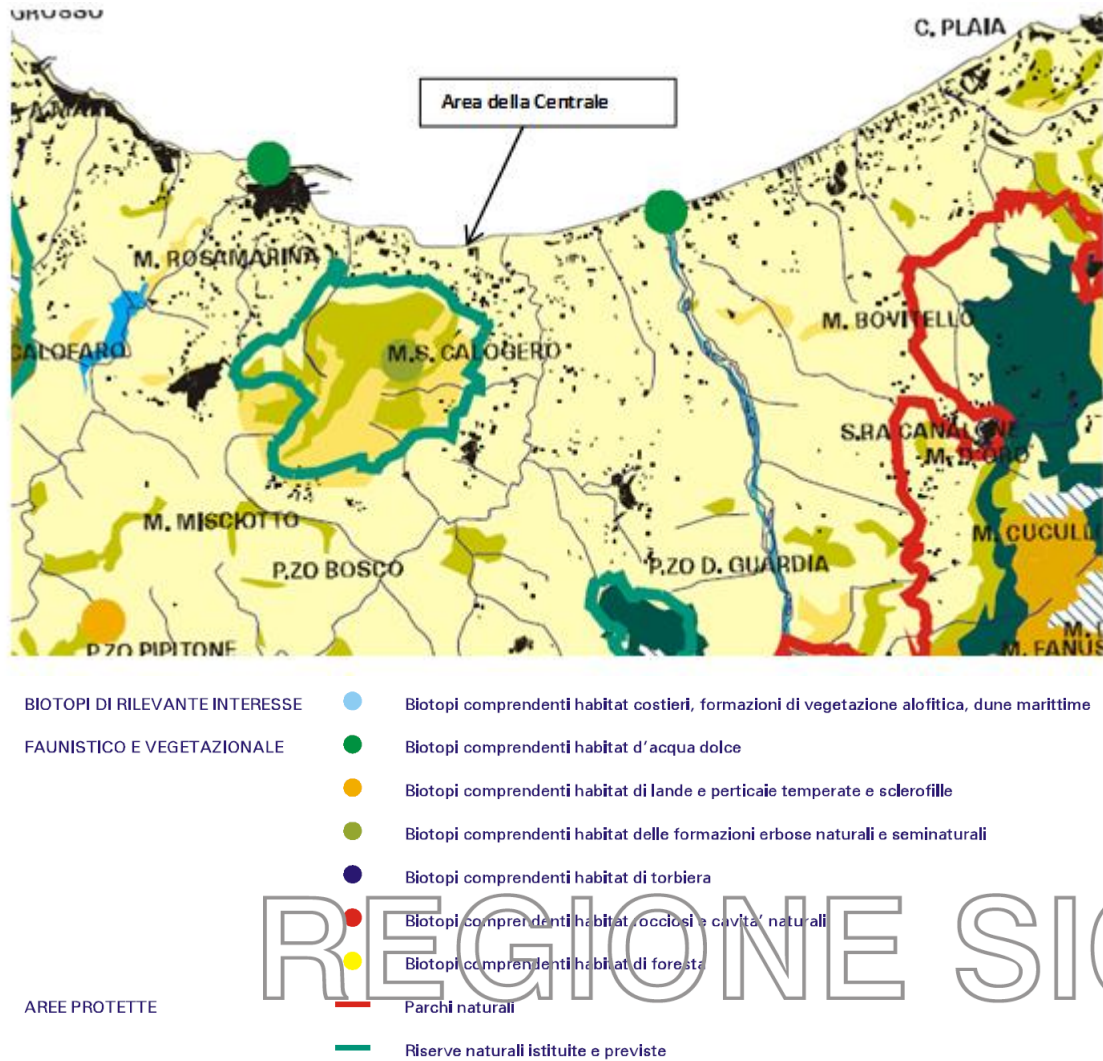 GROSSO
C. PLAIA
Area della Centrale
M. ROSAMARINA
M. BOVITELLO
CALOFARO
M.S. CALOGERO
S.RA CANALONE
M. D'ORO
M. MISCIOTTO
M. CUCULL
P.ZO BOSCO
P.ZO D. GUARDIA
P.ZO PIPITONE
M. FANUS
BIOTOPI DI RILEVANTE INTERESSE
Biotopi comprendenti habitat costieri, formazioni di vegetazione alofitica, dune marittime
FAUNISTICO E VEGETAZIONALE
Biotopi comprendenti habitat d'acqua dolce
Biotopi comprendenti habitat di lande e perticaie temperate e sclerofille
Biotopi comprendenti habitat delle formazioni erbose naturali e seminaturali
Biotopi comprendenti habitat di torbiera
REGIONE SIC
Biotopi comprendenti habitat rocciosi e cavita' naturali
Biotopi comprendenti habitat di foresta
AREE PROTETTE
Parchi naturali
Riserve naturali istituite e previste